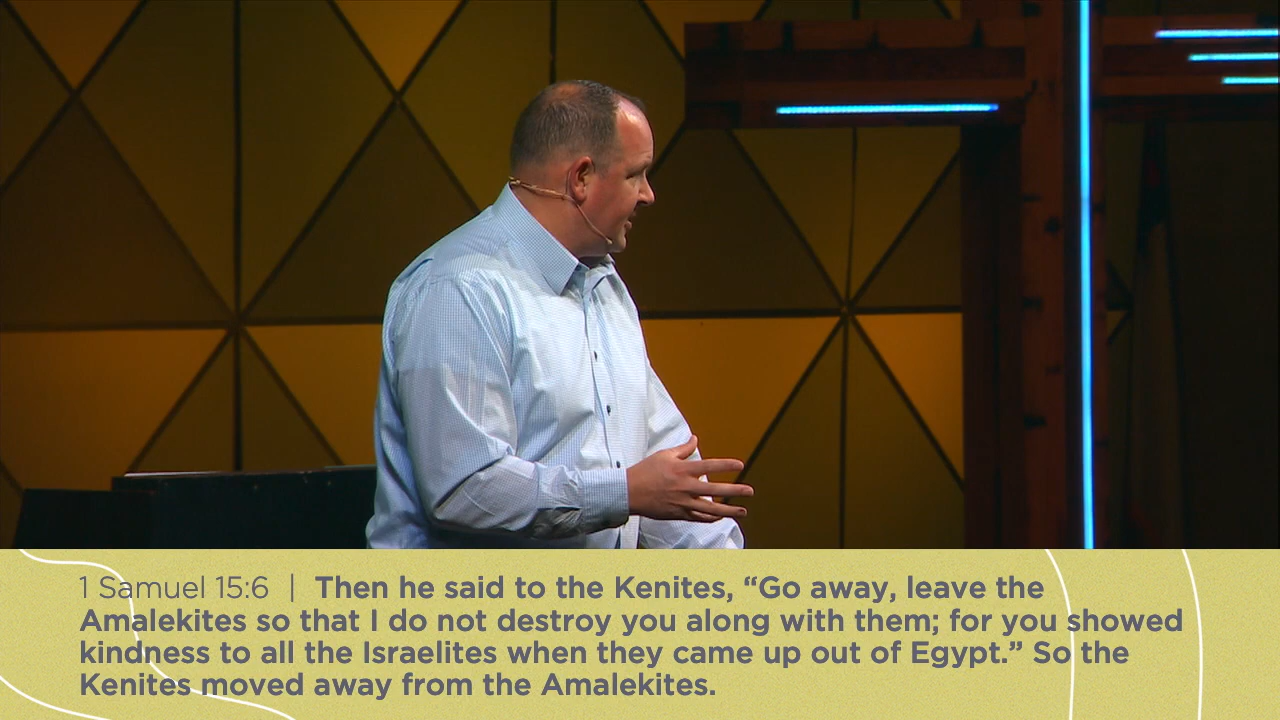 1 Samuel 15:6 | Then he said to the Kenites, “Go away, leave the
Amalekites so that I do not destroy you along with them; for you showed
kindness to all the Israelites when they came up out of Egypt.” So the
Kenites moved away from the Amalekites.